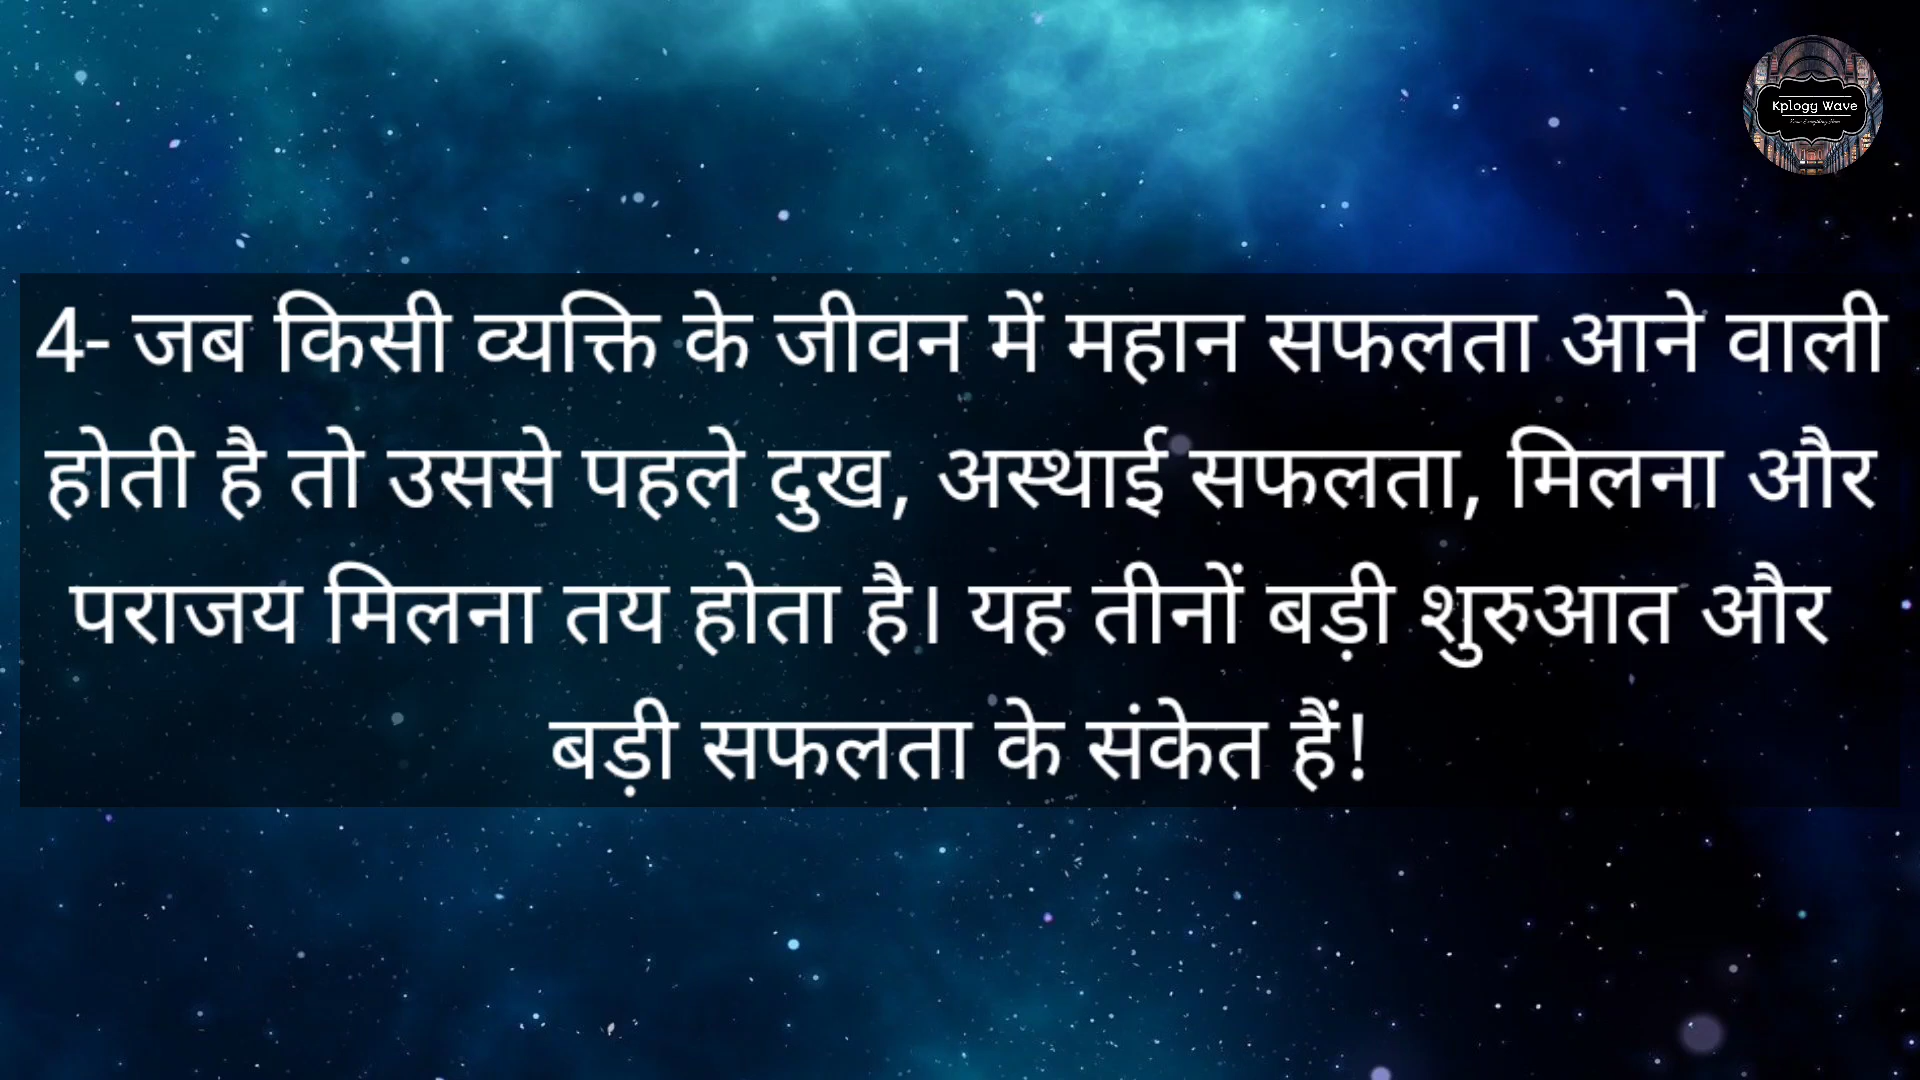 Kplogy Wave
4- जब किसी व्यक्ति के जीवन में महान सफलता आने वाली
होती है तो उससे पहले दुख, अस्थाई सफलता, मिलना और
पराजय मिलना तय होता है। यह तीनों बड़ी शुरुआत और
बड़ी सफलता के संकेत हैं!